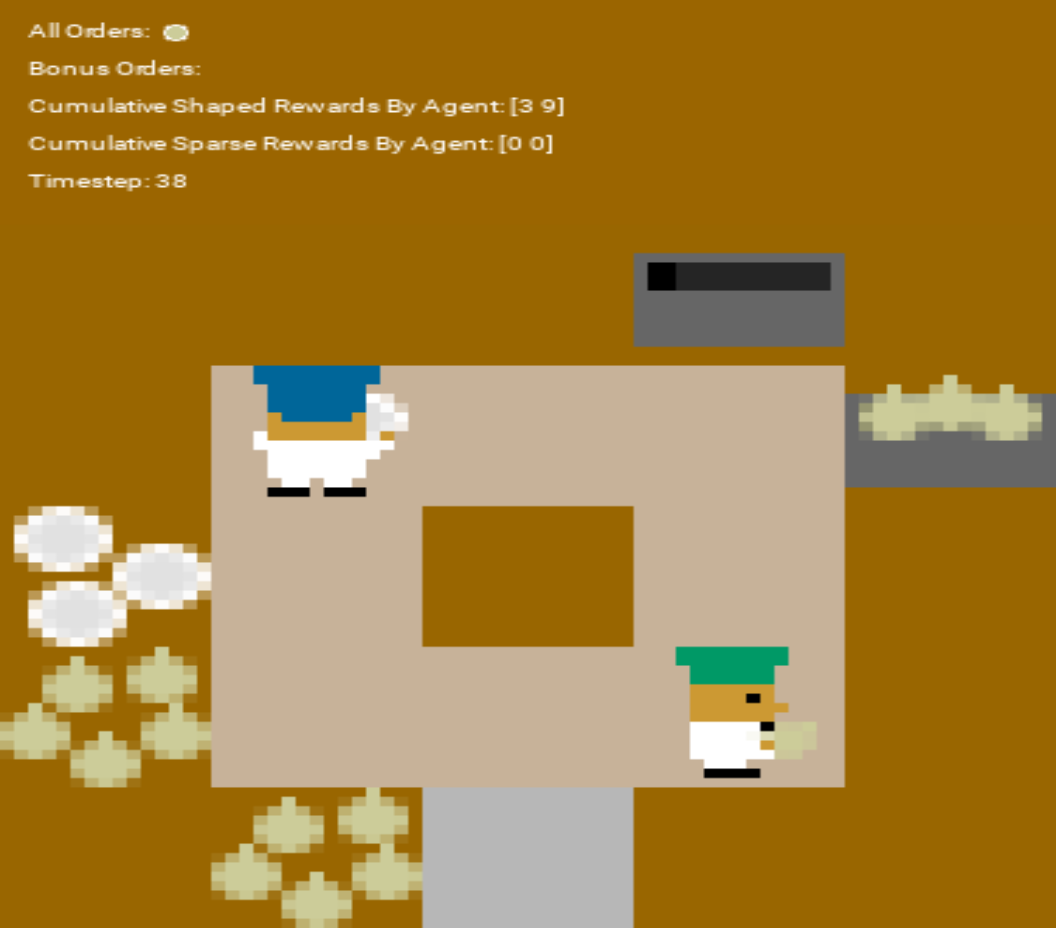 All Orders:
Bonus Orders:
Cumulative Shaped Rewards By Agent: [3 9]
Cumulative Sparse Rewards By Agent: [0 0]
Timestep: 38